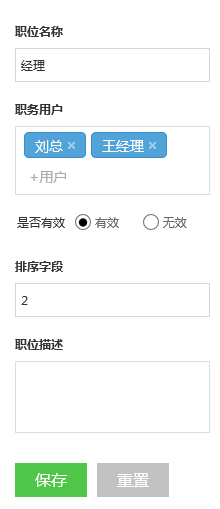 职位名称
经理
职务用户
刘总 × 王经理 ×
+用户
是否有效 有效 无效
排序字段
2
职位描述
保存 重置